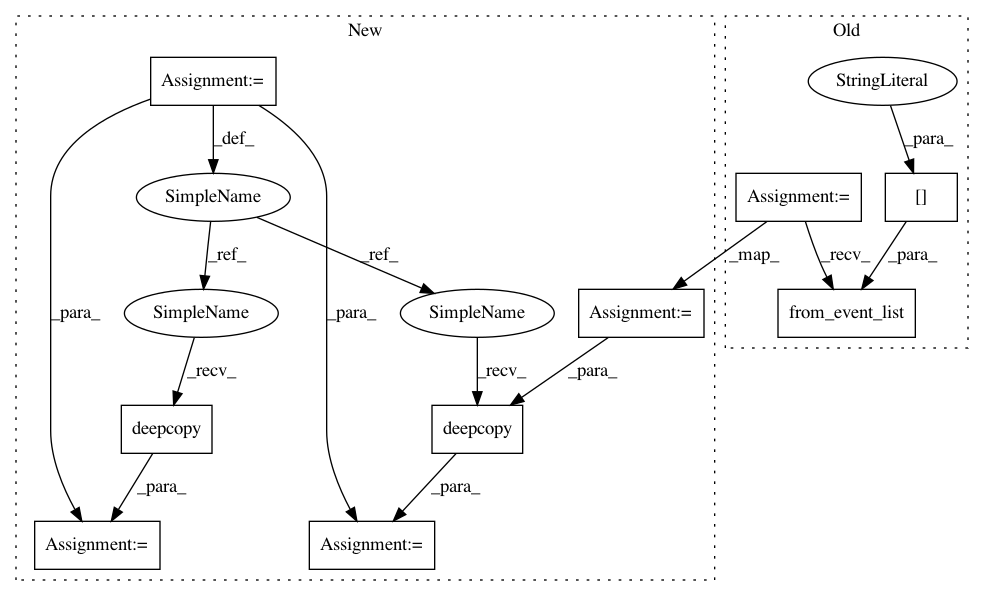 New
Old
Assignment:=
StringLiteral
_def_
_para_
SimpleName
Assignment:=
[]
_ref_
_ref_
_map_
_recv_
_para_
_para_
SimpleName
_para_
SimpleName
Assignment:=
from_event_list
_recv_
_recv_
_para_
deepcopy
deepcopy
_para_
_para_
Assignment:=
Assignment:=